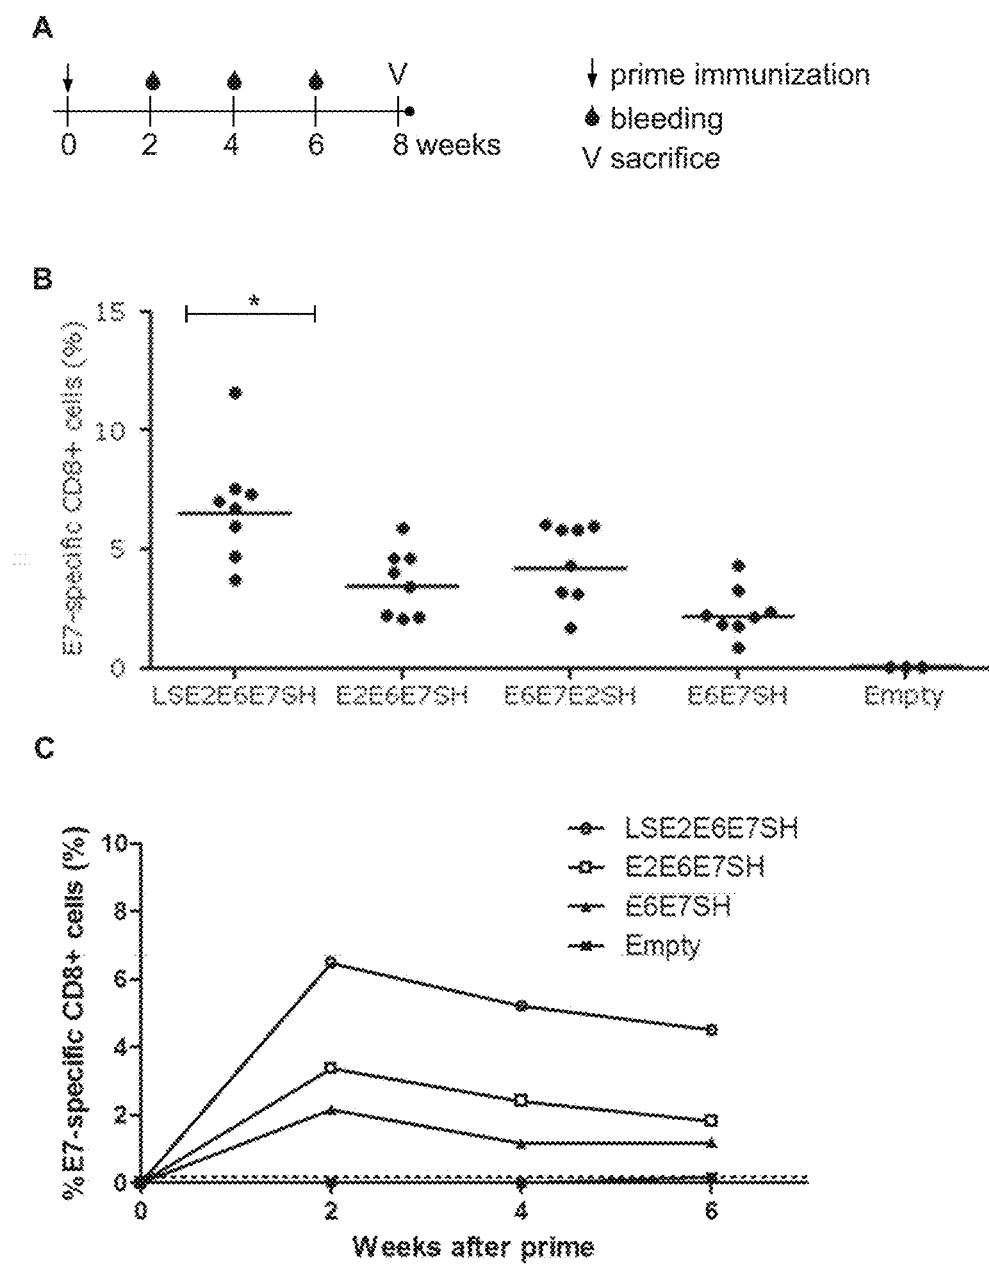 A
V
0 2 4 6 8 weeks
prime immunization
bleeding
V sacrifice
B
*
E7-specific CD8+ cells (%)
15
10
5
0
LSE2E6E7SH E2E6E7SH E6E7E2SH E6E7SH Empty
C
% E7-specific CD8+ cells (%)
10
8
6
4
2
0
LSE2E6E7SH
E2E6E7SH
E6E7SH
Empty
0 2 4 6
Weeks after prime